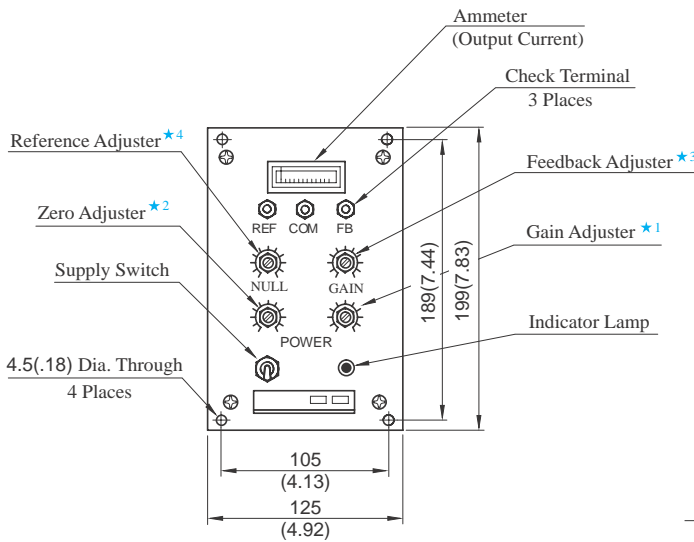 Ammeter
(Output Current)
Check Terminal
3 Places
Reference Adjuster ★4
Feedback Adjuster ★3
Zero Adjuster ★2
Gain Adjuster ★1
Supply Switch
Indicator Lamp
4.5(.18) Dia. Through
4 Places
REF COM FB
NULL GAIN
POWER
189(7.44)
199(7.83)
105
(4.13)
125
(4.92)